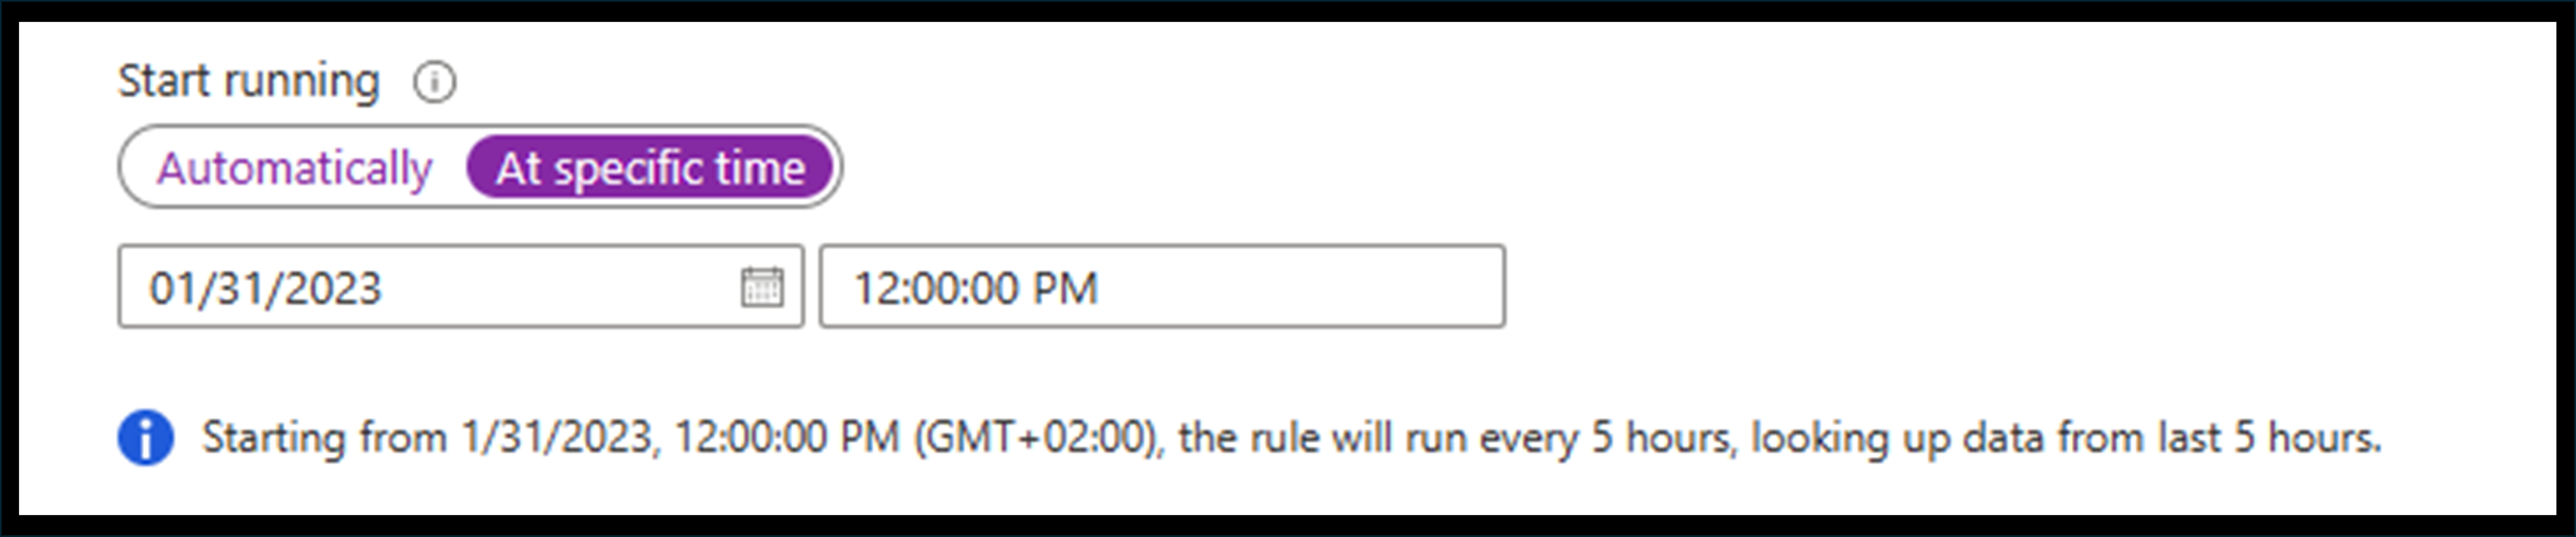 Start running
Automatically At specific time
01/31/2023 12:00:00 PM
Starting from 1/31/2023, 12:00:00 PM (GMT+02:00), the rule will run every 5 hours, looking up data from last 5 hours.